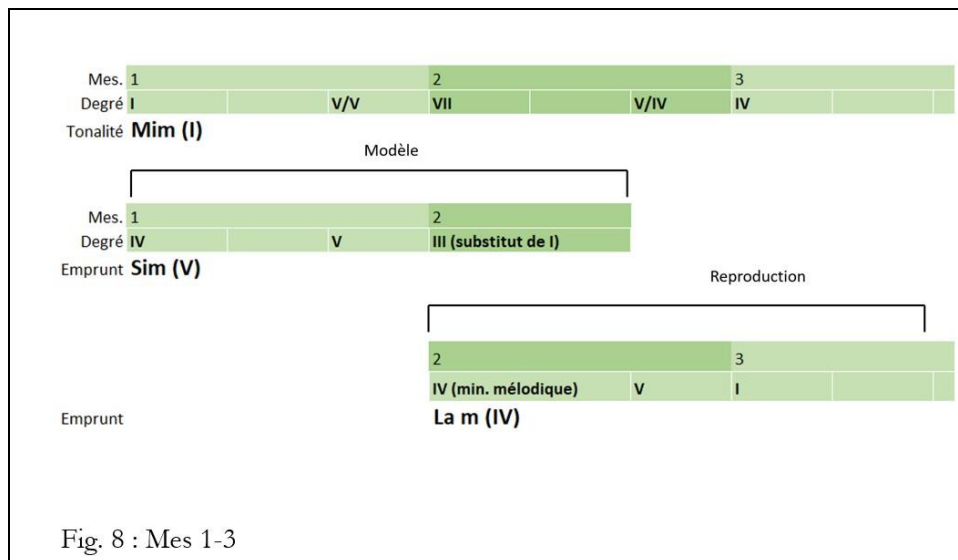 Mes. 1 2 3
Degré I V/V VII V/IV IV
Tonalité Mim (I)
Modèle
Mes. 1 2
Degré IV V III (substitut de I)
Emprunt Sim (V)
Reproduction
2 3
IV (min. mélodique) V I
Emprunt La m (IV)
Fig. 8 : Mes 1-3